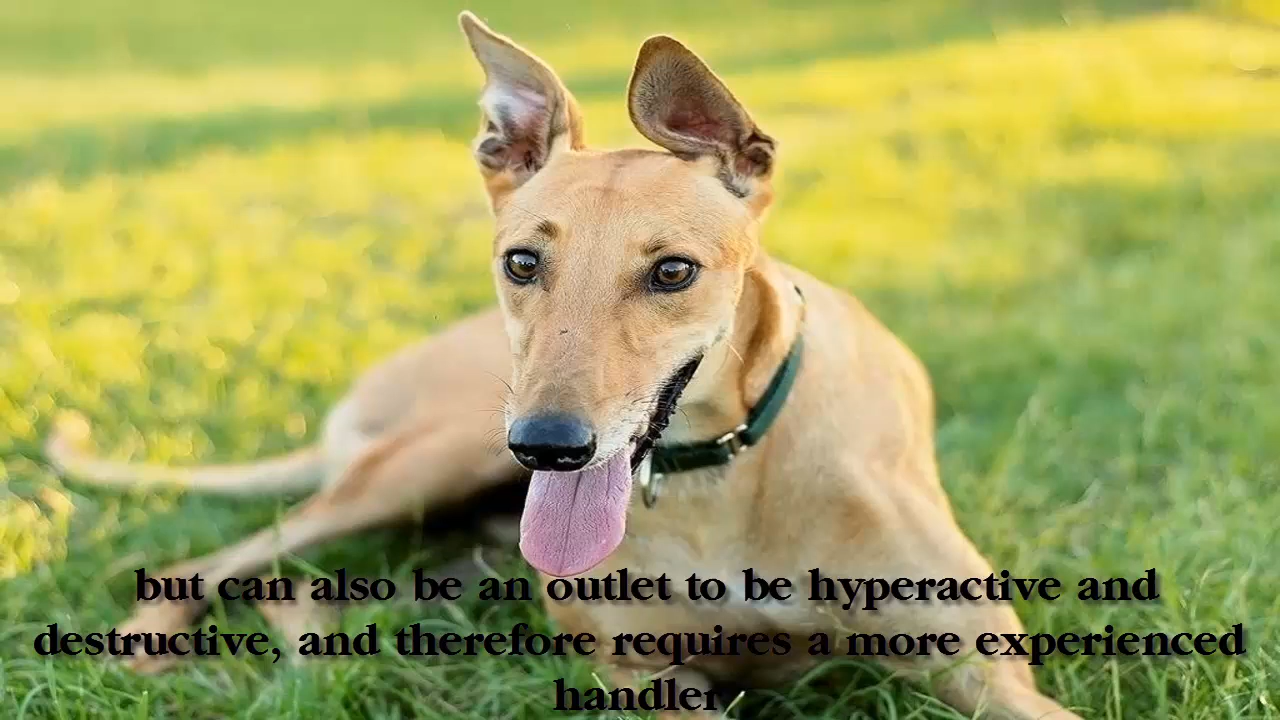 but can also be an outlet to be hyperactive and
destructive, and therefore requires a more experienced
handler